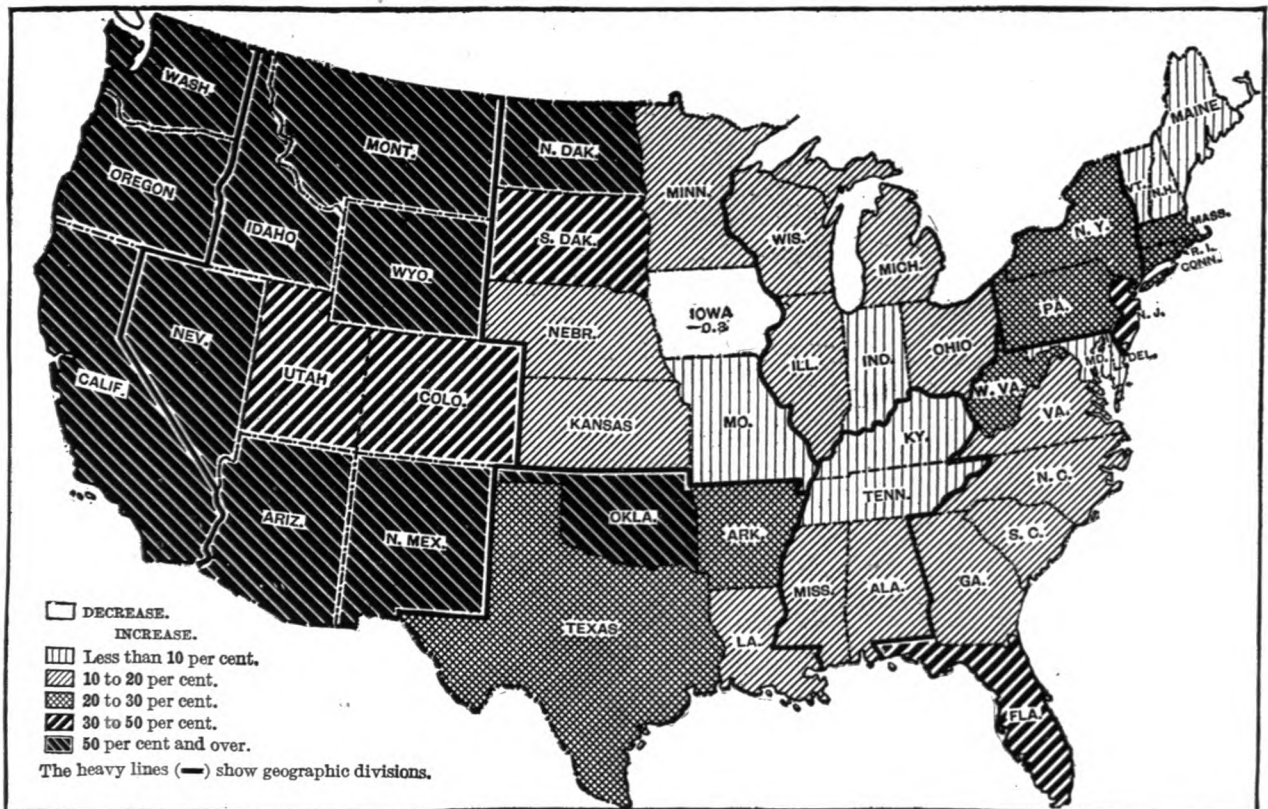 WASH.
MONT.
N. DAK.
OREGON
IDAHO
S. DAK.
WYO.
MINN.
WIS.
MICH.
MAINE
VT.
N.H.
MASS.
R. I.
CONN.
N. Y.
NEV.
UTAH
COLO.
NEBR.
IOWA
-0.3
PA.
N. J.
CALIF.
KANSAS
ILL.
IND.
OHIO
MD.
DEL.
W. VA.
VA.
MO.
KY.
ARIZ.
N. MEX.
OKLA.
ARK.
TENN.
N. C.
S. C.
TEXAS
LA.
MISS.
ALA.
GA.
FLA.
DECREASE.
INCREASE.
Less than 10 per cent.
10 to 20 per cent.
20 to 30 per cent.
30 to 50 per cent.
50 per cent and over.
The heavy lines (━) show geographic divisions.